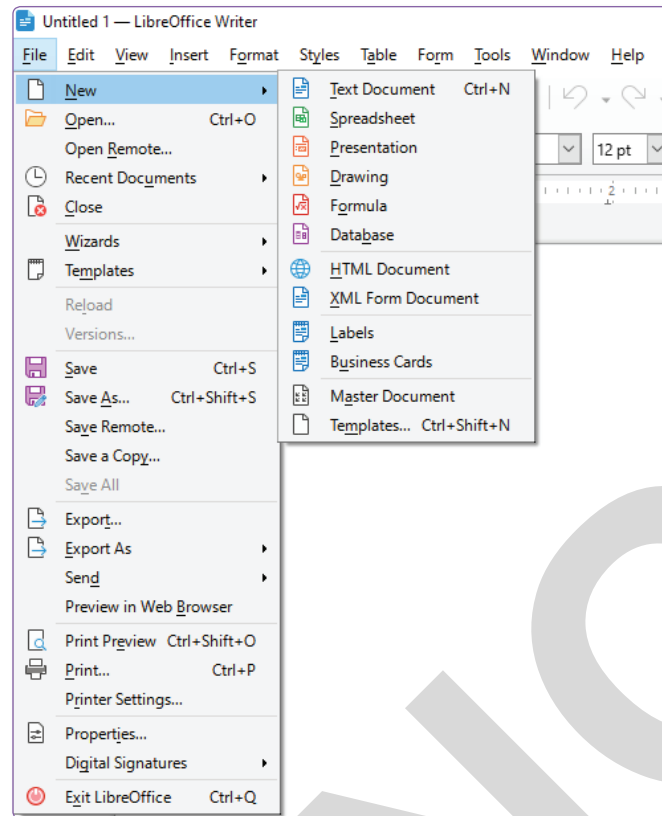 Untitled 1 — LibreOffice Writer
File Edit View Insert Format Styles Table Form Tools Window Help
New
Open... Ctrl+O
Open Remote...
Recent Documents
Close
Wizards
Templates
Reload
Versions...
Save Ctrl+S
Save As... Ctrl+Shift+S
Save Remote...
Save a Copy...
Save All
Export...
Export As
Send
Preview in Web Browser
Print Preview Ctrl+Shift+O
Print... Ctrl+P
Printer Settings...
Properties...
Digital Signatures
Exit LibreOffice Ctrl+Q
Text Document Ctrl+N
Spreadsheet
Presentation
Drawing
Formula
Database
HTML Document
XML Form Document
Labels
Business Cards
Master Document
Templates... Ctrl+Shift+N
12 pt
2